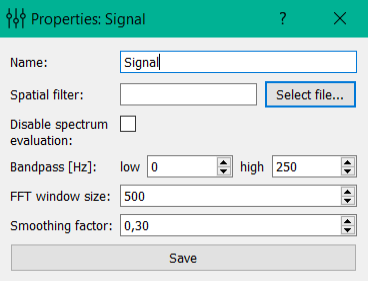 Properties: Signal ?
Name: Signal
Spatial filter: Select file...
Disable spectrum
evaluation:
Bandpass [Hz]: low 0 high 250
FFT window size: 500
Smoothing factor: 0,30
Save